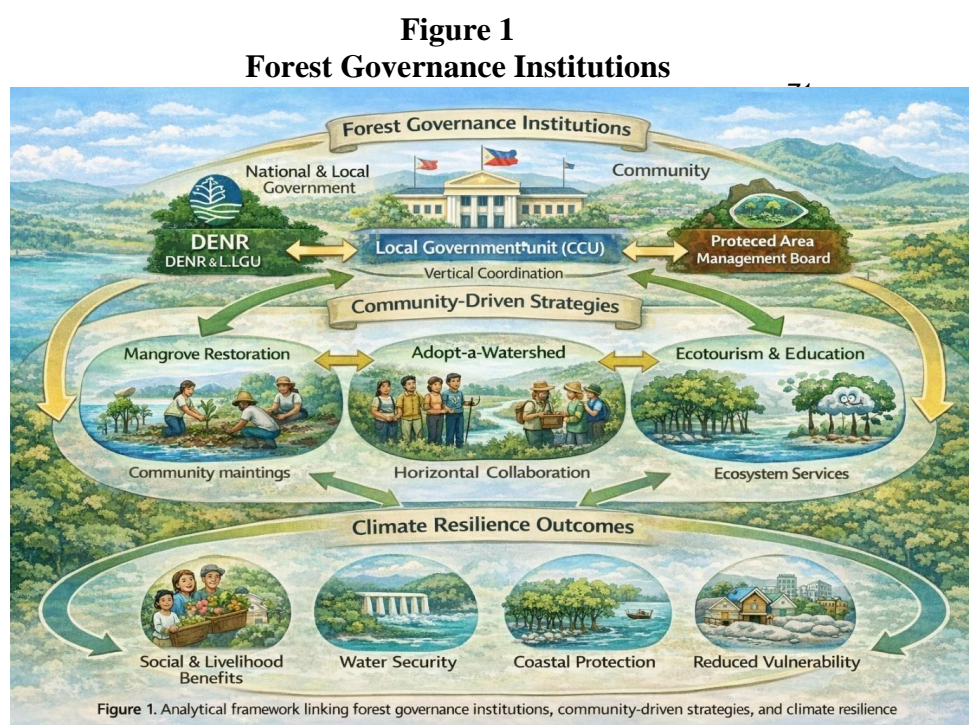 Figure 1
Forest Governance Institutions
Forest Governance Institutions
National & Local
Government
Community
DENR
DENR & L.LGU
Local Government unit (CCU)
Proteced Area
Management Board
Vertical Coordination
Community-Driven Strategies
Mangrove Restoration
Adopt-a-Watershed
Ecotourism & Education
Community maintings
Horizontal Collaboration
Ecosystem Services
Climate Resilience Outcomes
Social & Livelihood
Benefits
Water Security
Coastal Protection
Reduced Vulnerability
Figure 1. Analytical framework linking forest governance institutions, community-driven strategies, and climate resilience